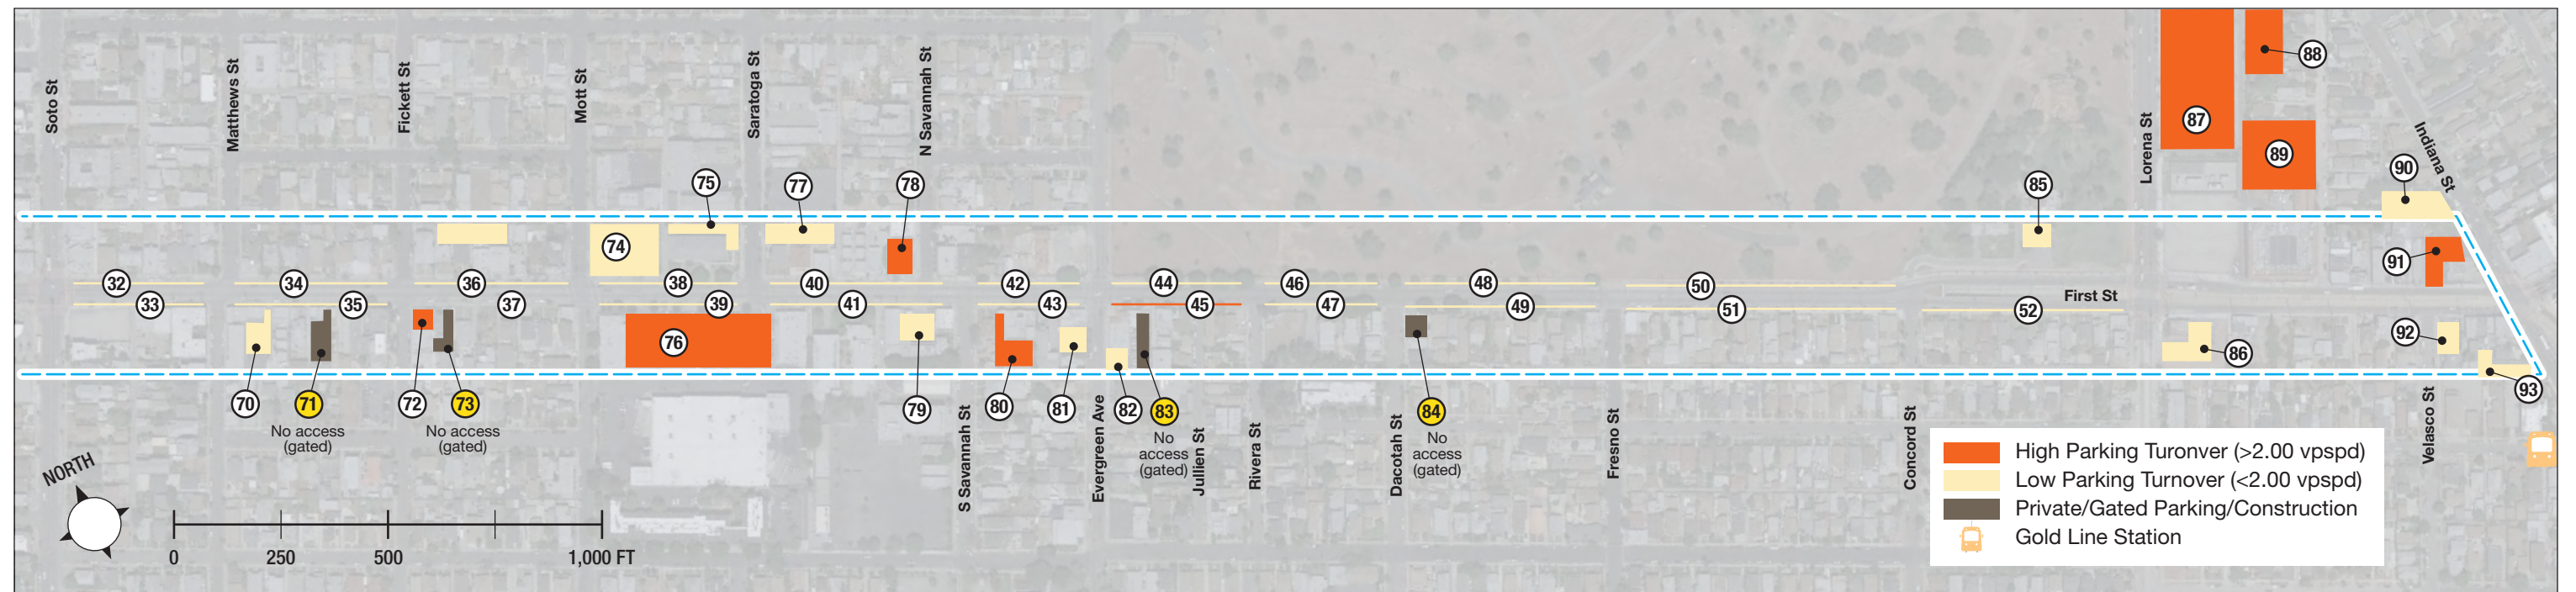 Soto St
Matthews St
Fickett St
Mott St
Saratoga St
N Savannah St
Lorena St
Indiana St
87
88
89
90
75
77
78
85
74
91
32
34
36
38
40
42
44
46
48
50
33
35
37
39
41
43
45
47
49
51
52
First St
76
92
86
93
70
71
72
73
79
80
81
82
83
84
No access
(gated)
No access
(gated)
No
access
(gated)
No
access
(gated)
S Savannah St
Evergreen Ave
Jullien St
Rivera St
Dacotah St
Fresno St
Concord St
Velasco St
NORTH
0
250
500
1,000 FT
High Parking Turonver (>2.00 vpspd)
Low Parking Turnover (<2.00 vpspd)
Private/Gated Parking/Construction
Gold Line Station